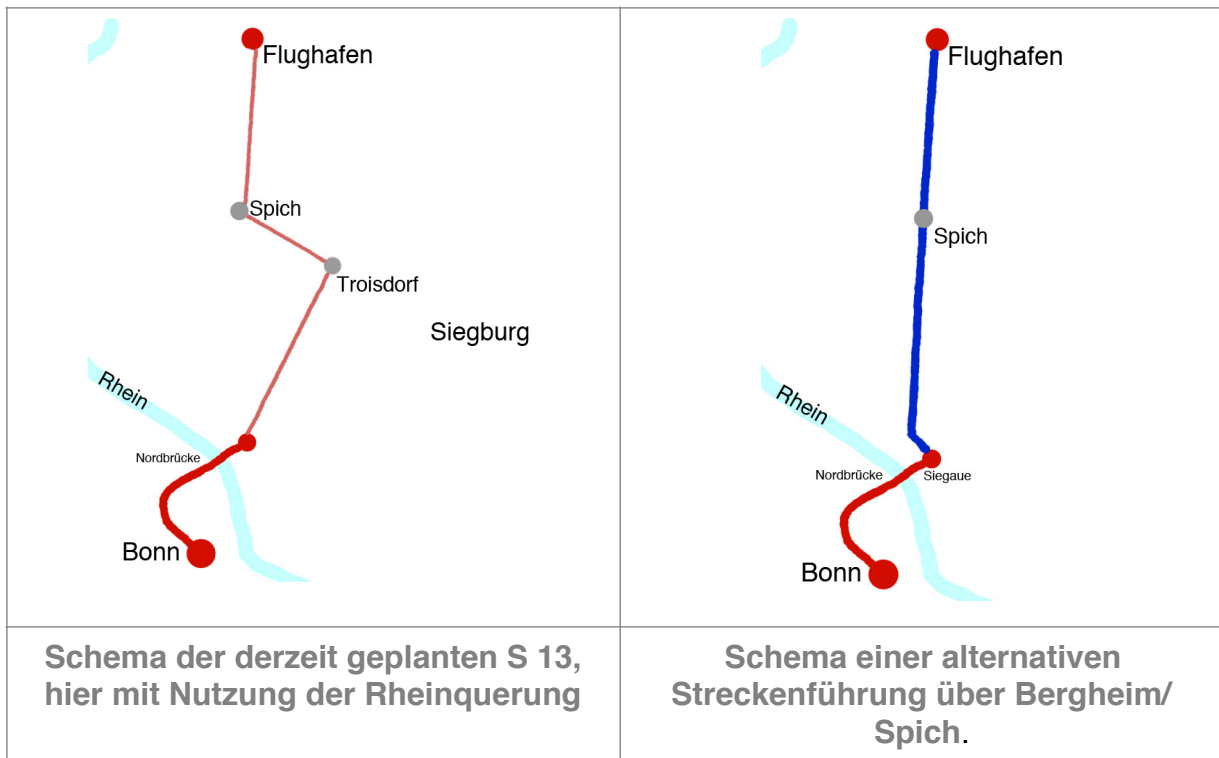 Flughafen
Spich
Troisdorf
Siegburg
Rhein
Nordbrücke
Bonn
Schema der derzeit geplanten S 13,
hier mit Nutzung der Rheinquerung
Flughafen
Spich
Rhein
Nordbrücke
Siegaue
Bonn
Schema einer alternativen
Streckenführung über Bergheim/
Spich.